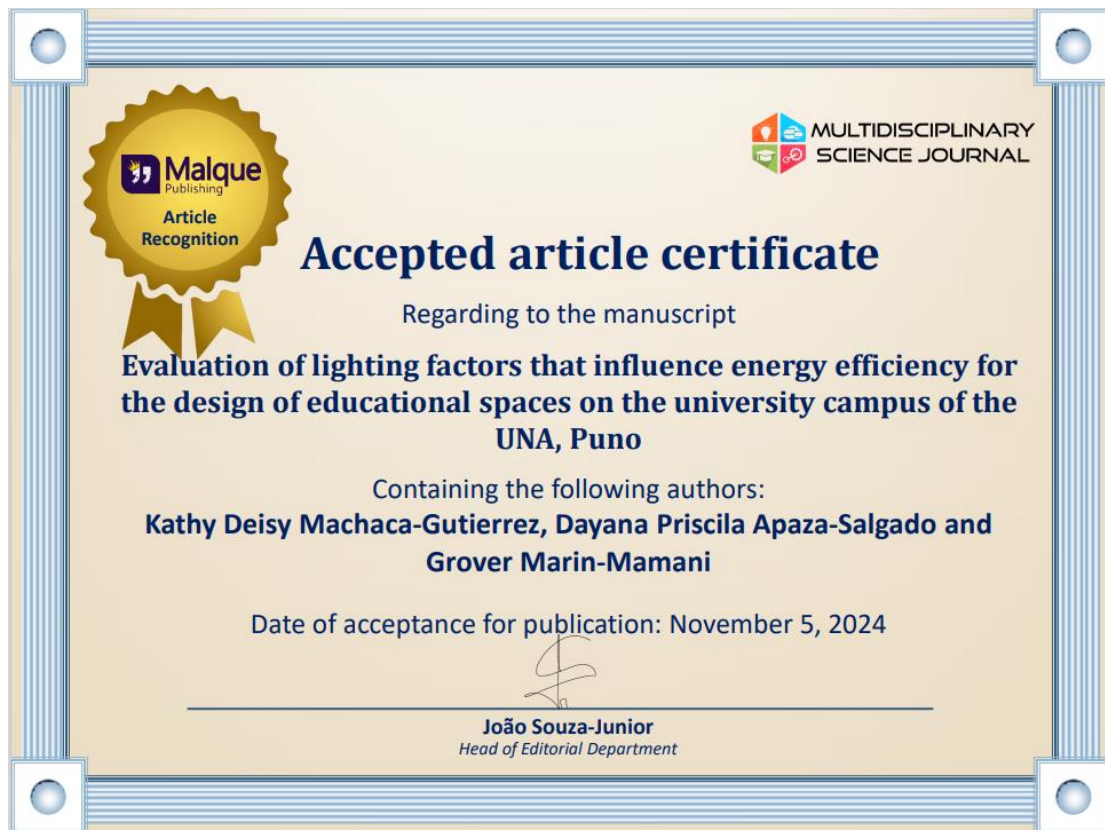 Malque
Publishing
Article
Recognition
MULTIDISCIPLINARY
SCIENCE JOURNAL
Accepted article certificate
Regarding to the manuscript
Evaluation of lighting factors that influence energy efficiency for
the design of educational spaces on the university campus of the
UNA, Puno
Containing the following authors:
Kathy Deisy Machaca-Gutierrez, Dayana Priscila Apaza-Salgado and
Grover Marin-Mamani
Date of acceptance for publication: November 5, 2024
João Souza-Junior
Head of Editorial Department